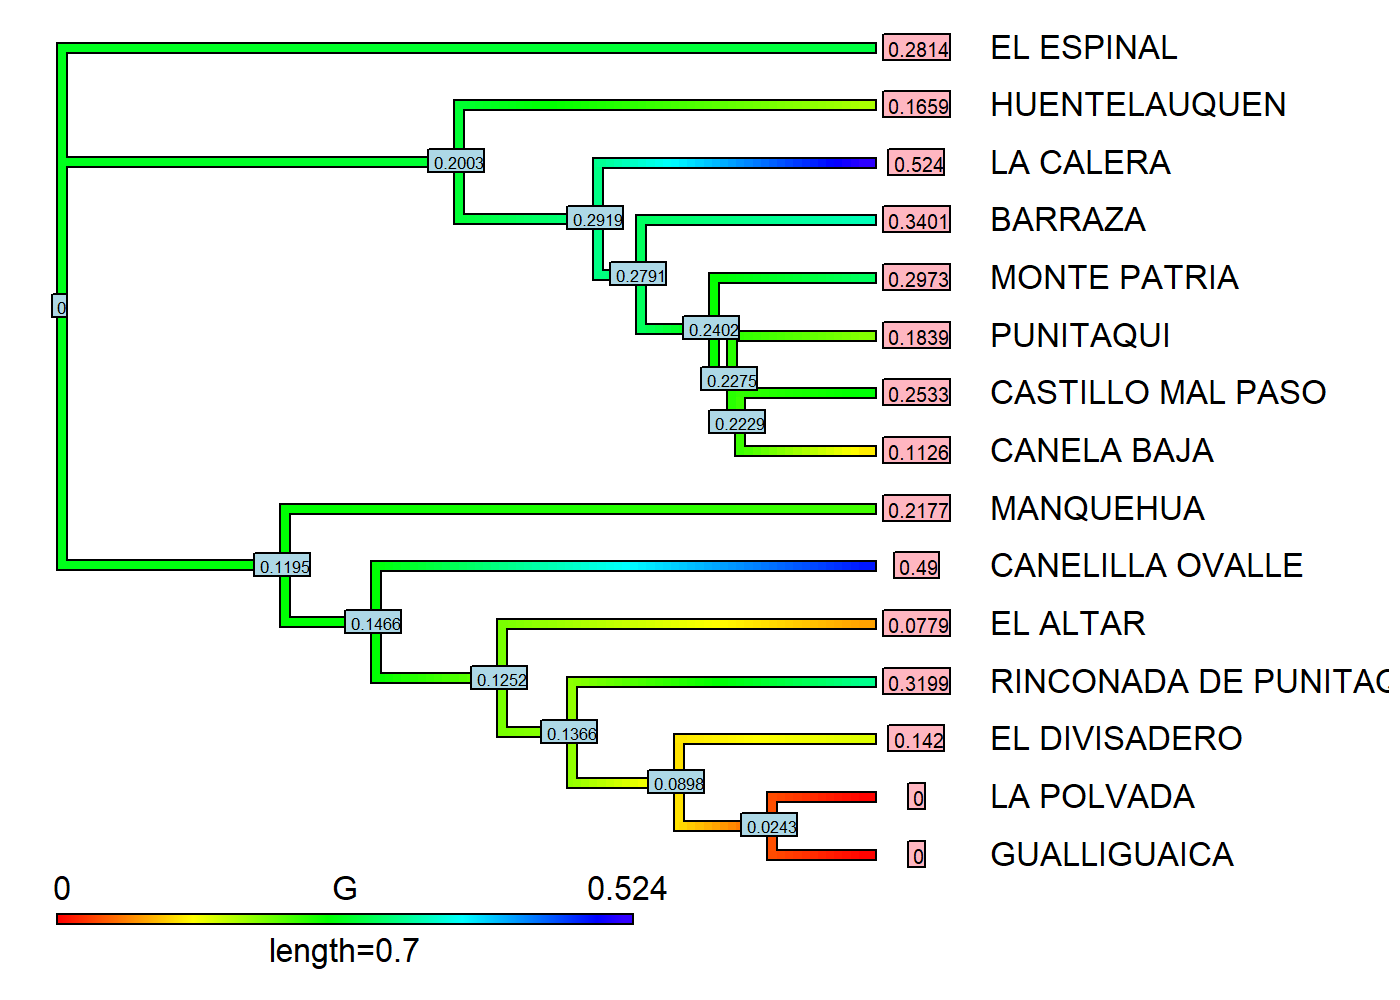 0.2814 EL ESPINAL
0.1659 HUENTELAUQUEN
0.2003
0.524 LA CALERA
0.2919
0.3401 BARRAZA
0.2791
0.2973 MONTE PATRIA
0
0.2402
0.1839 PUNITAQUI
0.2275
0.2533 CASTILLO MAL PASO
0.2229
0.1126 CANELA BAJA
0.2177 MANQUEHUA
0.1195
0.49 CANELILLA OVALLE
0.1466
0.0779 EL ALTAR
0.1252
0.3199 RINCONADA DE PUNITAQ
0.1366
0.142 EL DIVISADERO
0.0898
0 LA POLVADA
0.0243
0 GUALLIGUAICA
0 G 0.524
length=0.7